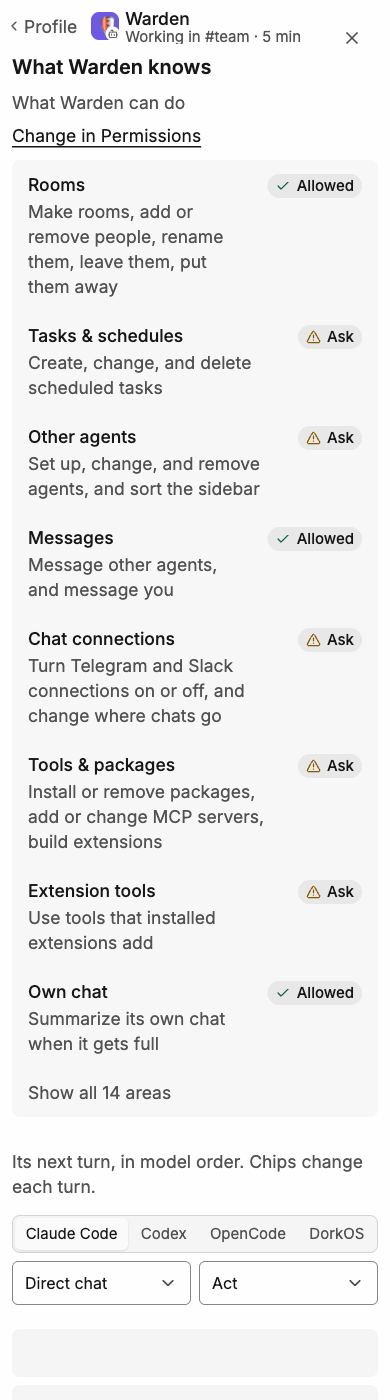 Profile
Warden
Working in #team · 5 min
What Warden knows
What Warden can do
Change in Permissions
Rooms
Allowed
Make rooms, add or
remove people, rename
them, leave them, put
them away
Tasks & schedules
Ask
Create, change, and delete
scheduled tasks
Other agents
Ask
Set up, change, and remove
agents, and sort the sidebar
Messages
Allowed
Message other agents,
and message you
Chat connections
Ask
Turn Telegram and Slack
connections on or off, and
change where chats go
Tools & packages
Ask
Install or remove packages,
add or change MCP servers,
build extensions
Extension tools
Ask
Use tools that installed
extensions add
Own chat
Allowed
Summarize its own chat
when it gets full
Show all 14 areas
Its next turn, in model order. Chips change
each turn.
Claude Code Codex OpenCode DorkOS
Direct chat Act